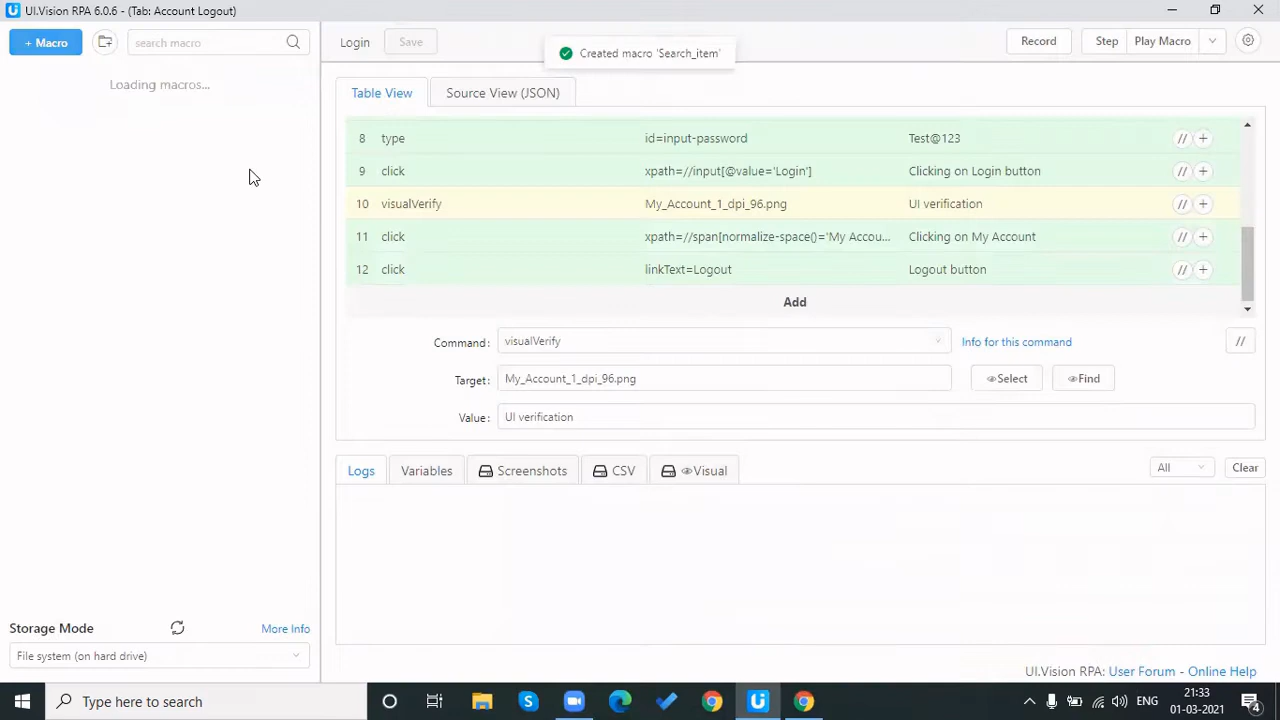 UI.Vision RPA 6.0.6 - (Tab: Account Logout)
+ Macro
search macro
Login
Save
Created macro 'Search_item'
Record
Step
Play Macro
Loading macros...
Table View
Source View (JSON)
8 type id=input-password Test@123 //
9 click xpath=//input[@value='Login'] Clicking on Login button //
10 visualVerify My_Account_1_dpi_96.png UI verification //
11 click xpath=//span[normalize-space()='My Accou... Clicking on My Account //
12 click linkText=Logout Logout button //
Add
Command: visualVerify Info for this command //
Target: My_Account_1_dpi_96.png Select Find
Value: UI verification
Logs
Variables
Screenshots
CSV
Visual
All
Clear
Storage Mode
More Info
File system (on hard drive)
UI.Vision RPA: User Forum - Online Help
Type here to search
ENG
21:33
01-03-2021
4